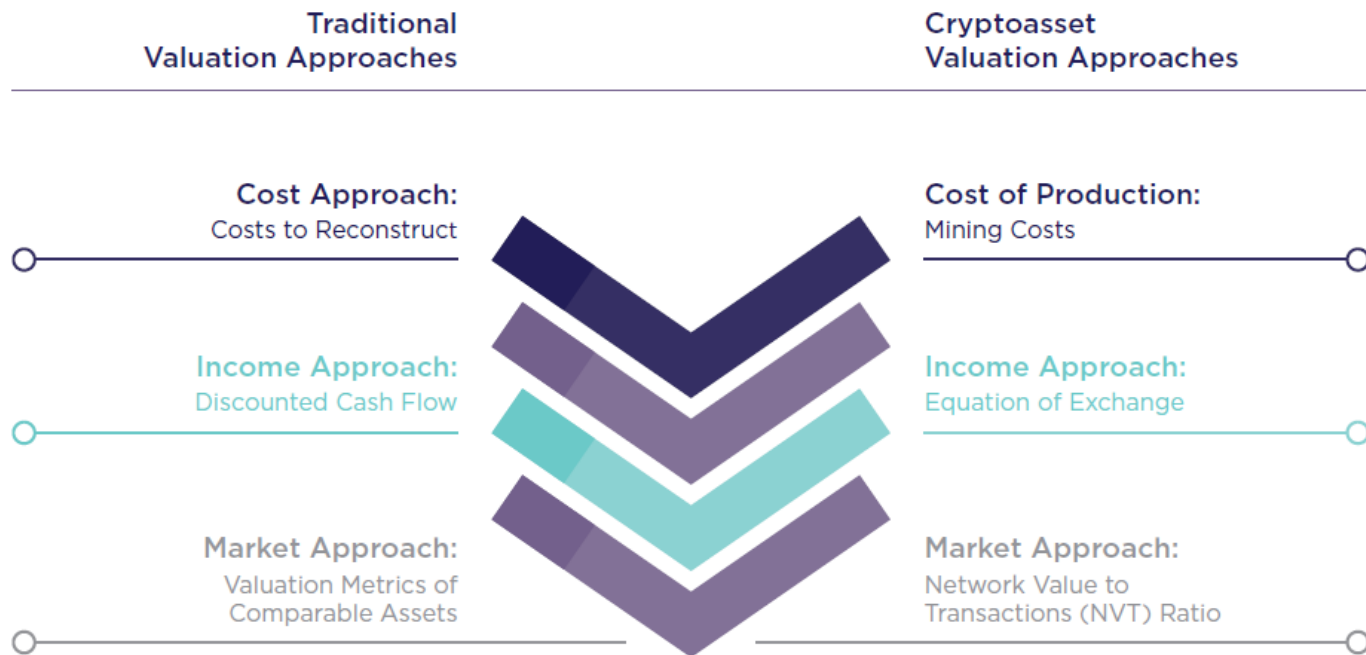 Traditional
Valuation Approaches
Cryptoasset
Valuation Approaches
Cost Approach:
Costs to Reconstruct
Cost of Production:
Mining Costs
Income Approach:
Discounted Cash Flow
Income Approach:
Equation of Exchange
Market Approach:
Valuation Metrics of
Comparable Assets
Market Approach:
Network Value to
Transactions (NVT) Ratio